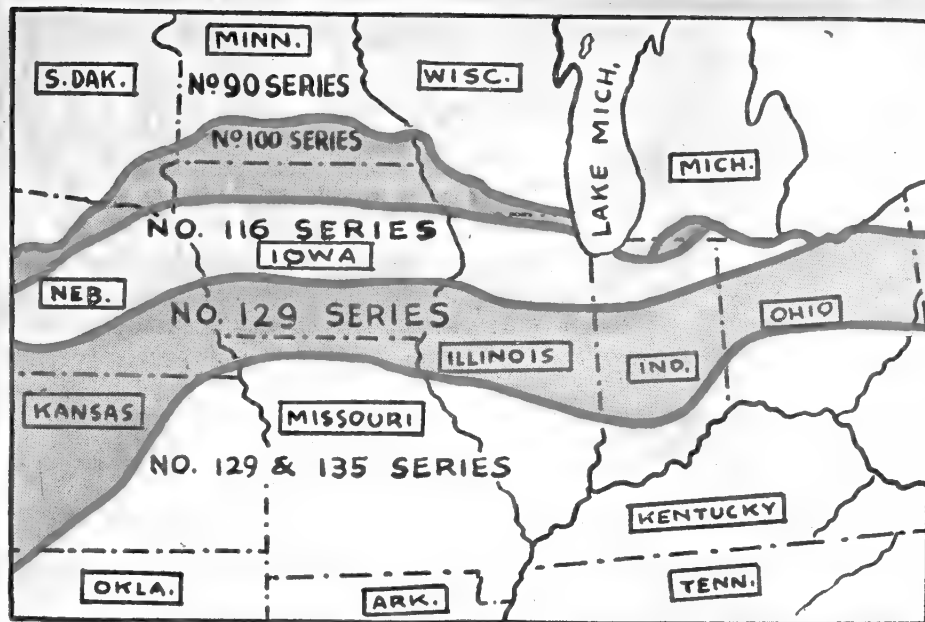 MINN.
S. DAK.
WISC.
Nº 90 SERIES
Nº 100 SERIES
LAKE MICH.
MICH.
NO. 116 SERIES
IOWA
NEB.
NO. 129 SERIES
OHIO
ILLINOIS
IND.
KANSAS
MISSOURI
NO. 129 & 135 SERIES
KENTUCKY
OKLA.
ARK.
TENN.